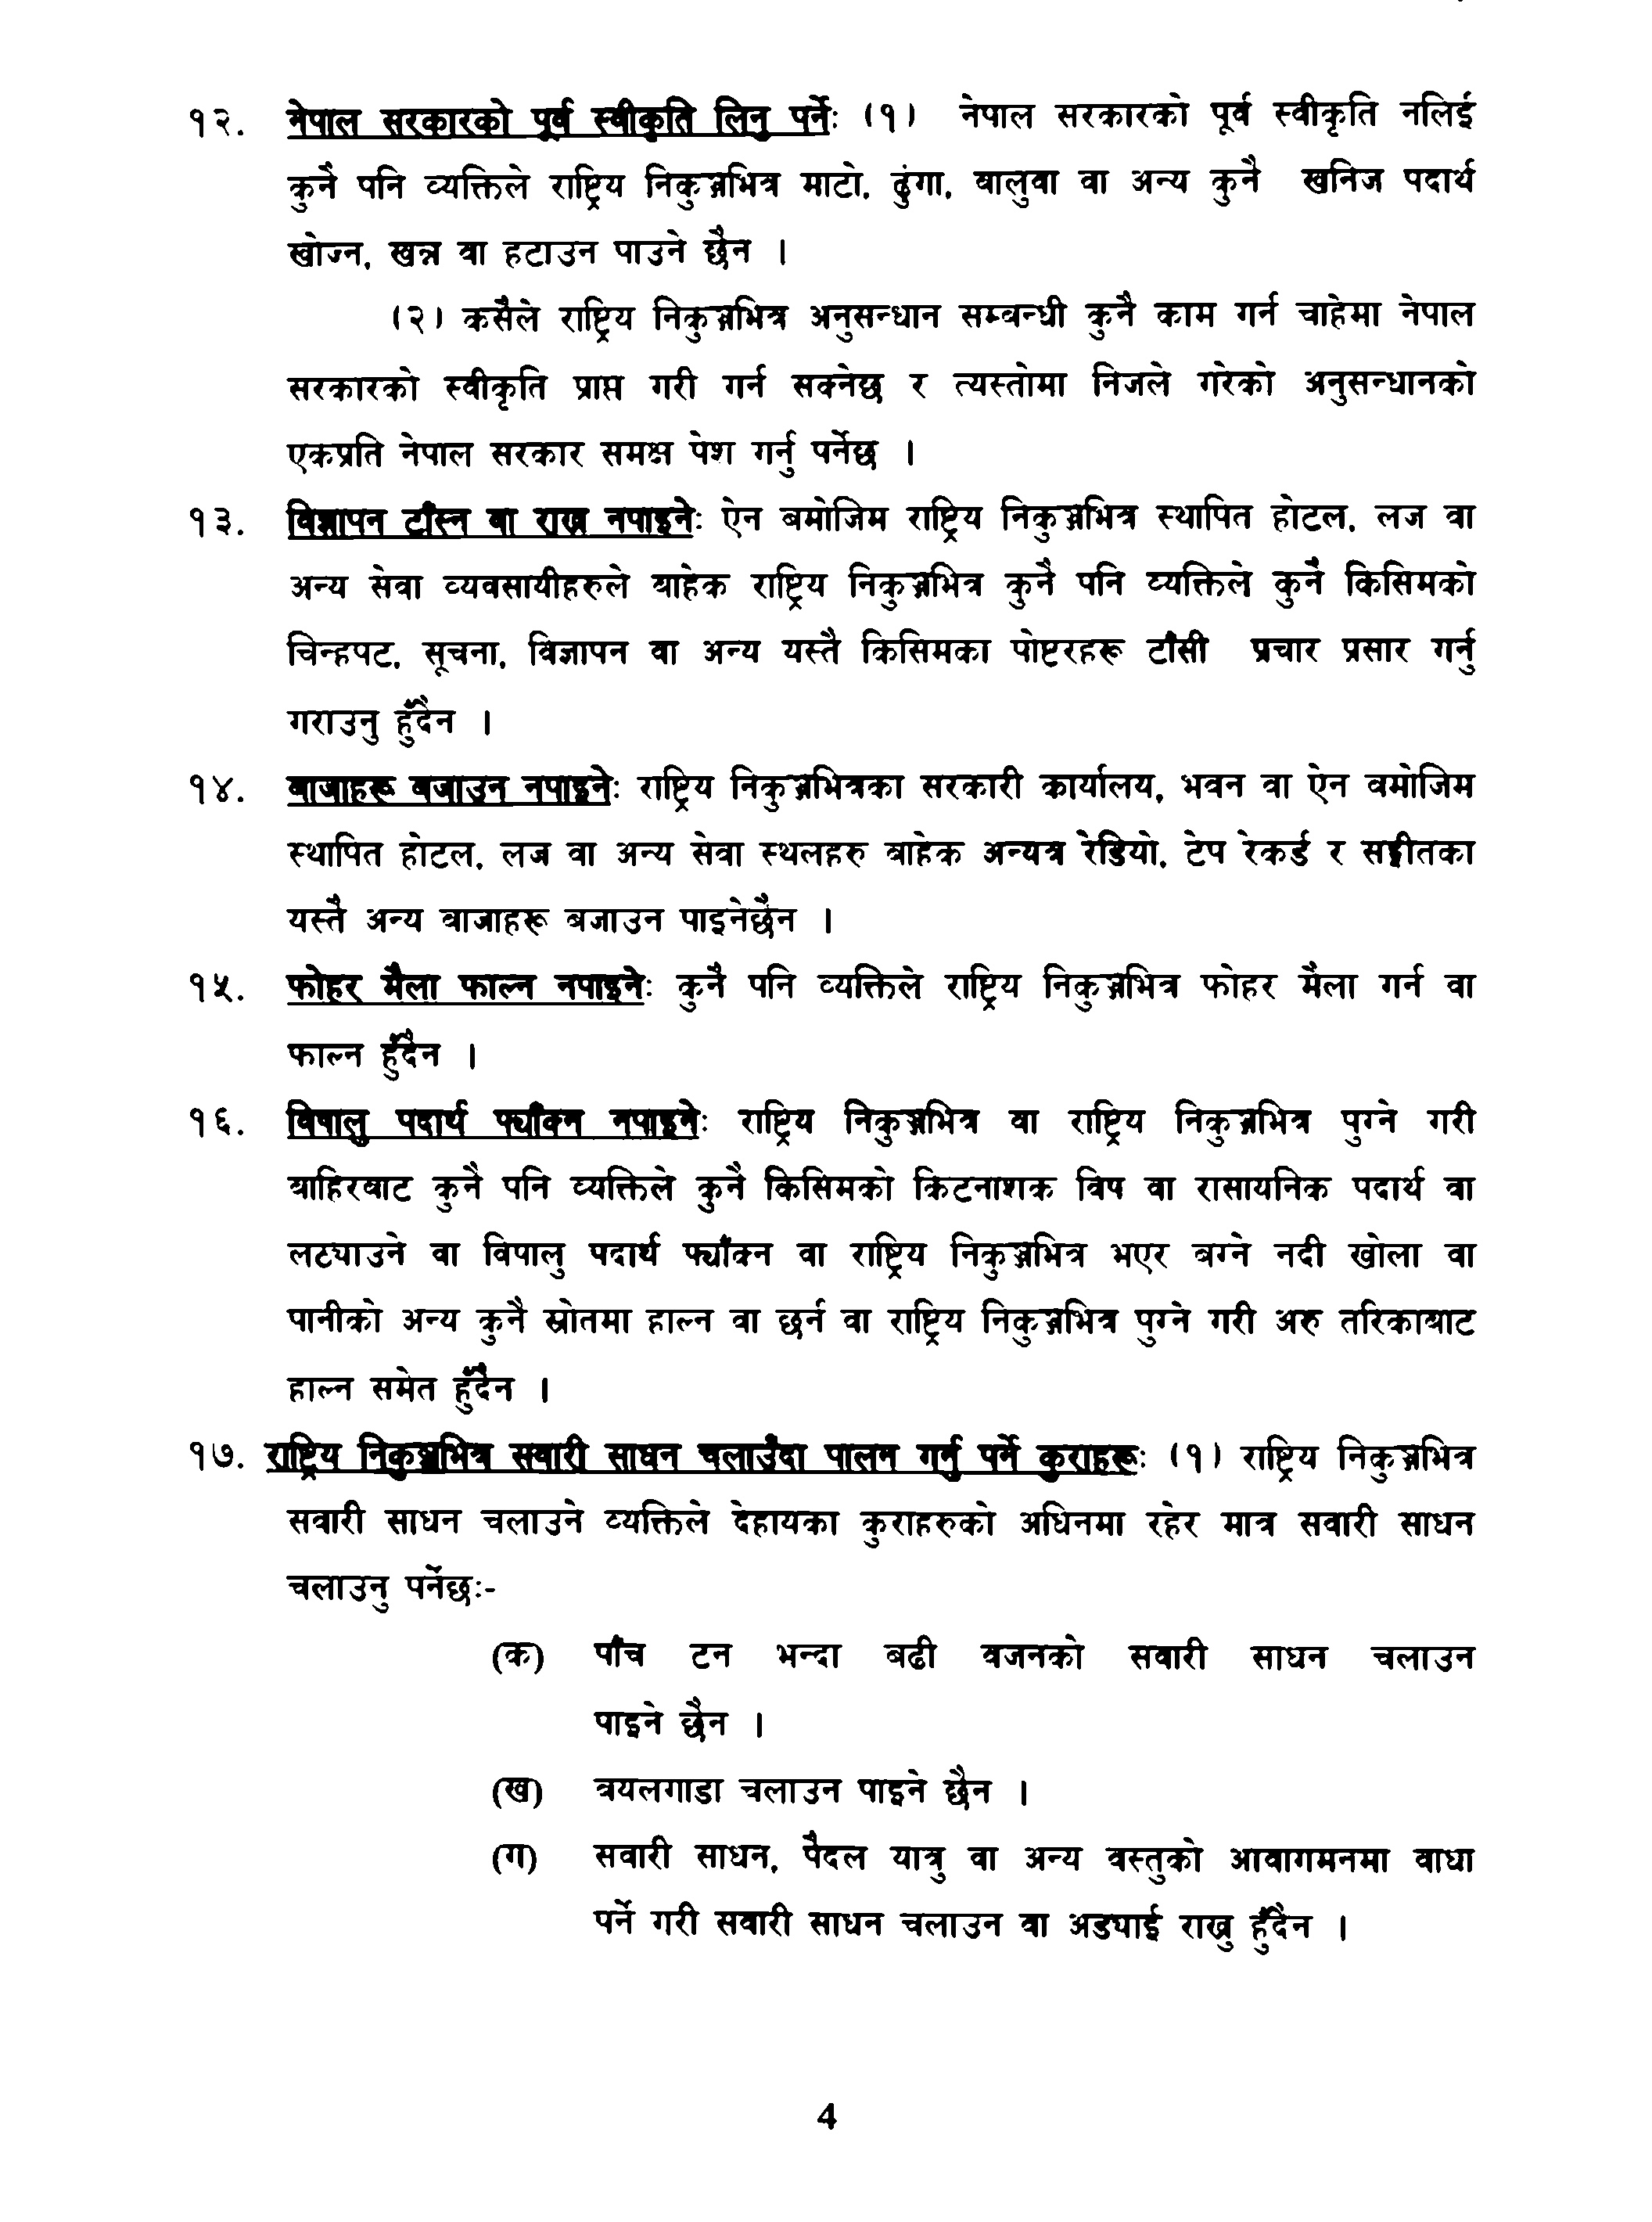 १२. नेपाल सरकारको पूर्व स्वीकृति लिनु पर्नेः (१) नेपाल सरकारको पूर्व स्वीकृति नलिई
कुनै पनि व्यक्तिले राष्ट्रिय निकुञ्जभित्र माटो, ढुंगा, वालुवा वा अन्य कुनै खनिज पदार्थ
खोज्न, खन्न वा हटाउन पाउने छैन ।
(२) कसैले राष्ट्रिय निकुञ्जभित्र अनुसन्धान सम्बन्धी कुनै काम गर्न चाहेमा नेपाल
सरकारको स्वीकृति प्राप्त गरी गर्न सक्नेछ र त्यस्तोमा निजले गरेको अनुसन्धानको
एकप्रति नेपाल सरकार समक्ष पेश गर्नु पर्नेछ ।
१३. विज्ञापन टाँस्न वा राख्न नपाइनेः ऐन बमोजिम राष्ट्रिय निकुञ्जभित्र स्थापित होटल, लज वा
अन्य सेवा व्यवसायीहरुले बाहेक राष्ट्रिय निकुञ्जभित्र कुनै पनि व्यक्तिले कुनै किसिमको
चिन्हपट, सूचना, विज्ञापन वा अन्य यस्तै किसिमका पोष्टरहरू टाँसी प्रचार प्रसार गर्नु
गराउनु हुँदैन ।
१४. बाजाहरू बजाउन नपाइनेः राष्ट्रिय निकुञ्जभित्रका सरकारी कार्यालय, भवन वा ऐन बमोजिम
स्थापित होटल, लज वा अन्य सेवा स्थलहरु बाहेक अन्यत्र रेडियो, टेप रेकर्ड र सङ्गीतका
यस्तै अन्य बाजाहरू बजाउन पाइनेछैन ।
१५. फोहर मैला फाल्न नपाइनेः कुनै पनि व्यक्तिले राष्ट्रिय निकुञ्जभित्र फोहर मैला गर्न वा
फाल्न हुँदैन ।
१६. विषालु पदार्थ फ्याँक्न नपाइनेः राष्ट्रिय निकुञ्जभित्र वा राष्ट्रिय निकुञ्जभित्र पुग्ने गरी
बाहिरबाट कुनै पनि व्यक्तिले कुनै किसिमको किटनाशक विष वा रासायनिक पदार्थ वा
लट्याउने वा विषालु पदार्थ फ्याँक्न वा राष्ट्रिय निकुञ्जभित्र भएर बग्ने नदी खोला वा
पानीको अन्य कुनै स्रोतमा हाल्न वा छर्न वा राष्ट्रिय निकुञ्जभित्र पुग्ने गरी अरु तरिकाबाट
हाल्न समेत हुँदैन ।
१७. राष्ट्रिय निकुञ्जभित्र सवारी साधन चलाउँदा पालन गर्नु पर्ने कुराहरूः (१) राष्ट्रिय निकुञ्जभित्र
सवारी साधन चलाउने व्यक्तिले देहायका कुराहरुको अधिनमा रहेर मात्र सवारी साधन
चलाउनु पर्नेछः-
(क) पाँच टन भन्दा बढी वजनको सवारी साधन चलाउन
पाइने छैन ।
(ख) त्रयलगाडा चलाउन पाइने छैन ।
(ग) सवारी साधन, पैदल यात्रु वा अन्य वस्तुको आवागमनमा वाधा
पर्ने गरी सवारी साधन चलाउन वा अड्याई राख्नु हुँदैन ।
4